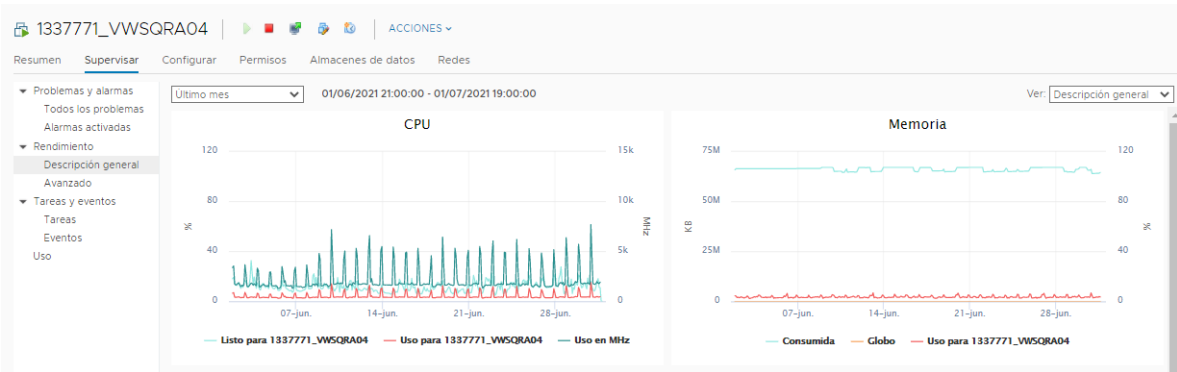 1337771_VWSQRA04
ACCIONES
Resumen Supervisar Configurar Permisos Almacenes de datos Redes
Problemas y alarmas
Todos los problemas
Alarmas activadas
Rendimiento
Descripción general
Avanzado
Tareas y eventos
Tareas
Eventos
Uso
Último mes 01/06/2021 21:00:00 - 01/07/2021 19:00:00 Ver: Descripción general
CPU
120 15k
80 10k
40 5k
0 0
% MHz
07-jun. 14-jun. 21-jun. 28-jun.
Listo para 1337771_VWSQRA04 Uso para 1337771_VWSQRA04 Uso en MHz
Memoria
75M 120
50M 80
25M 40
0 0
KB %
07-jun. 14-jun. 21-jun. 28-jun.
Consumida Globo Uso para 1337771_VWSQRA04